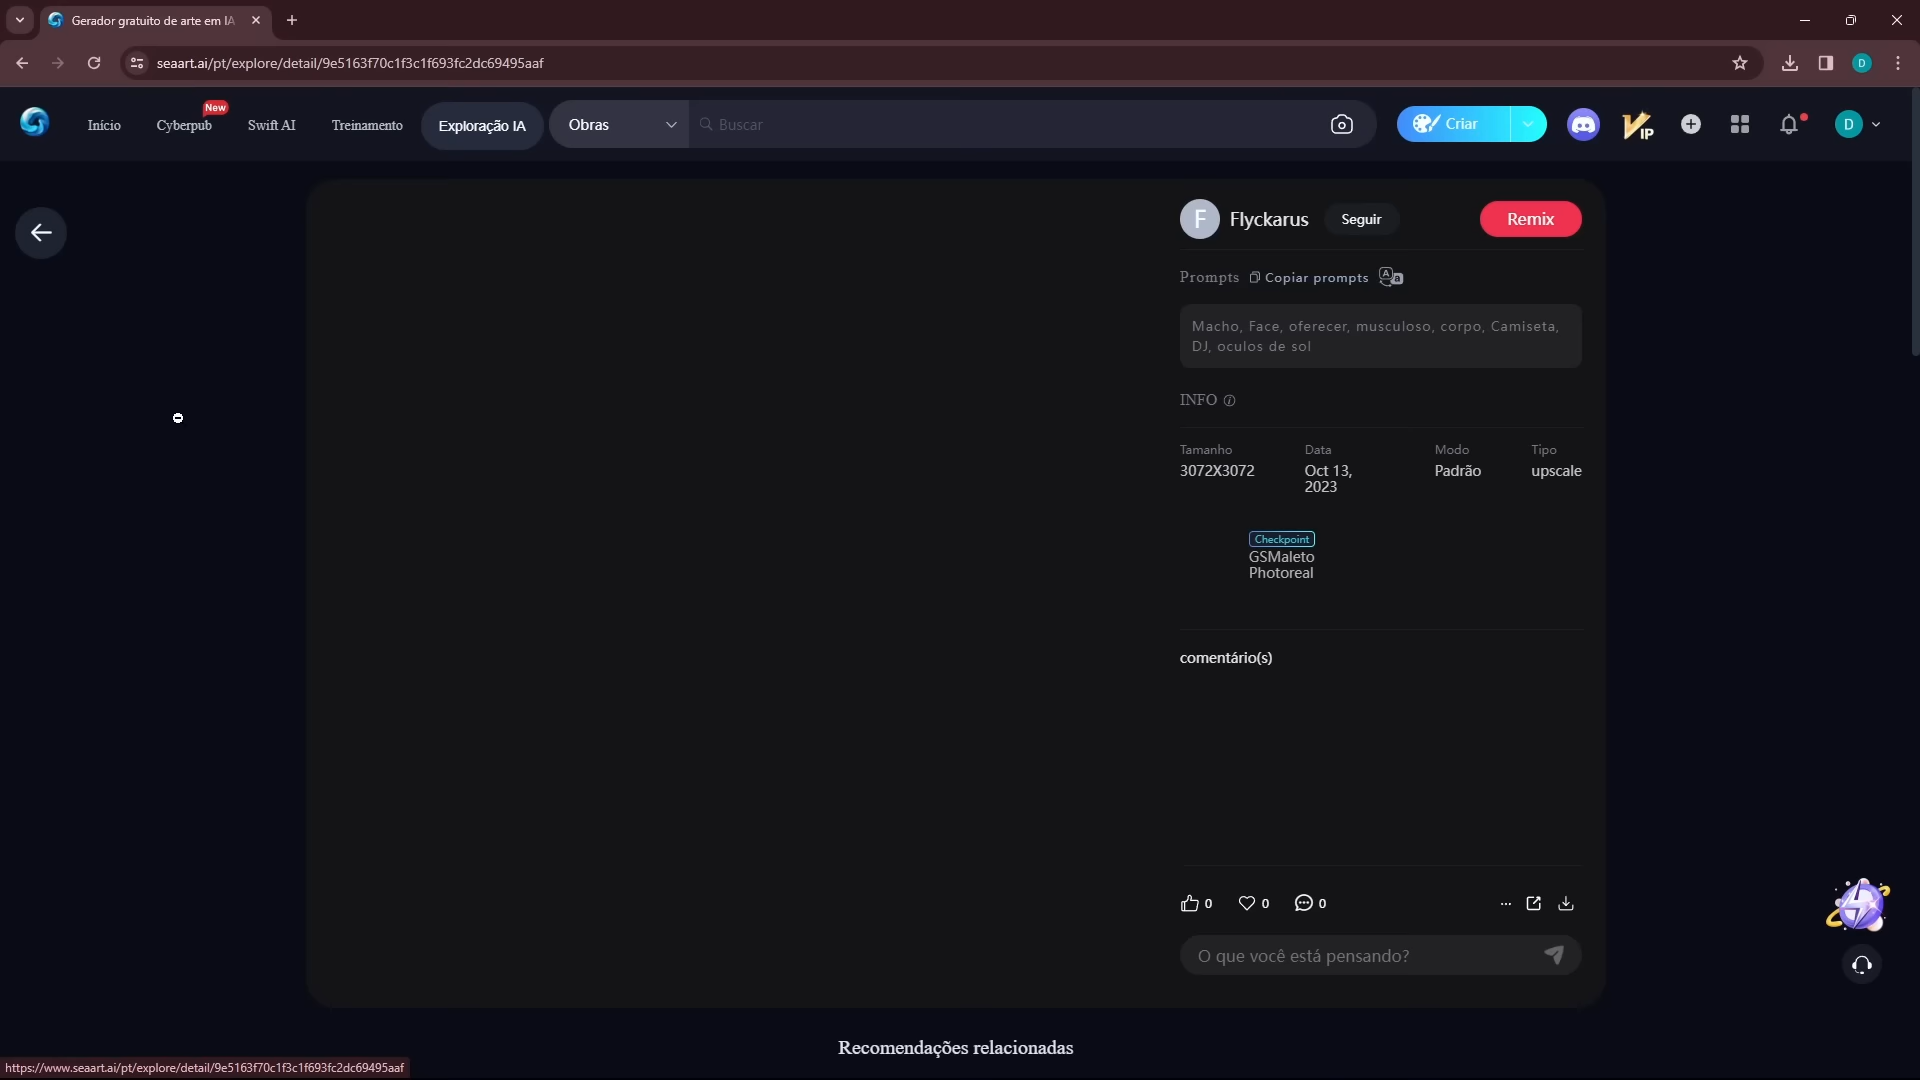 Gerador gratuito de arte em IA
seaart.ai/pt/explore/detail/9e5163f70c1f3c1f693fc2dc69495aaf
D
Início
Cyberpub
New
Swift AI
Treinamento
Exploração IA
Obras
Buscar
Criar
VIP
D
F
Flyckarus
Seguir
Remix
Prompts
Copiar prompts
Macho, Face, oferecer, musculoso, corpo, Camiseta,
DJ, oculos de sol
INFO
Tamanho
Data
Modo
Tipo
3072X3072
Oct 13,
2023
Padrão
upscale
Checkpoint
GSMaleto
Photoreal
comentário(s)
0
0
0
O que você está pensando?
Recomendações relacionadas
https://www.seaart.ai/pt/explore/detail/9e5163f70c1f3c1f693fc2dc69495aaf